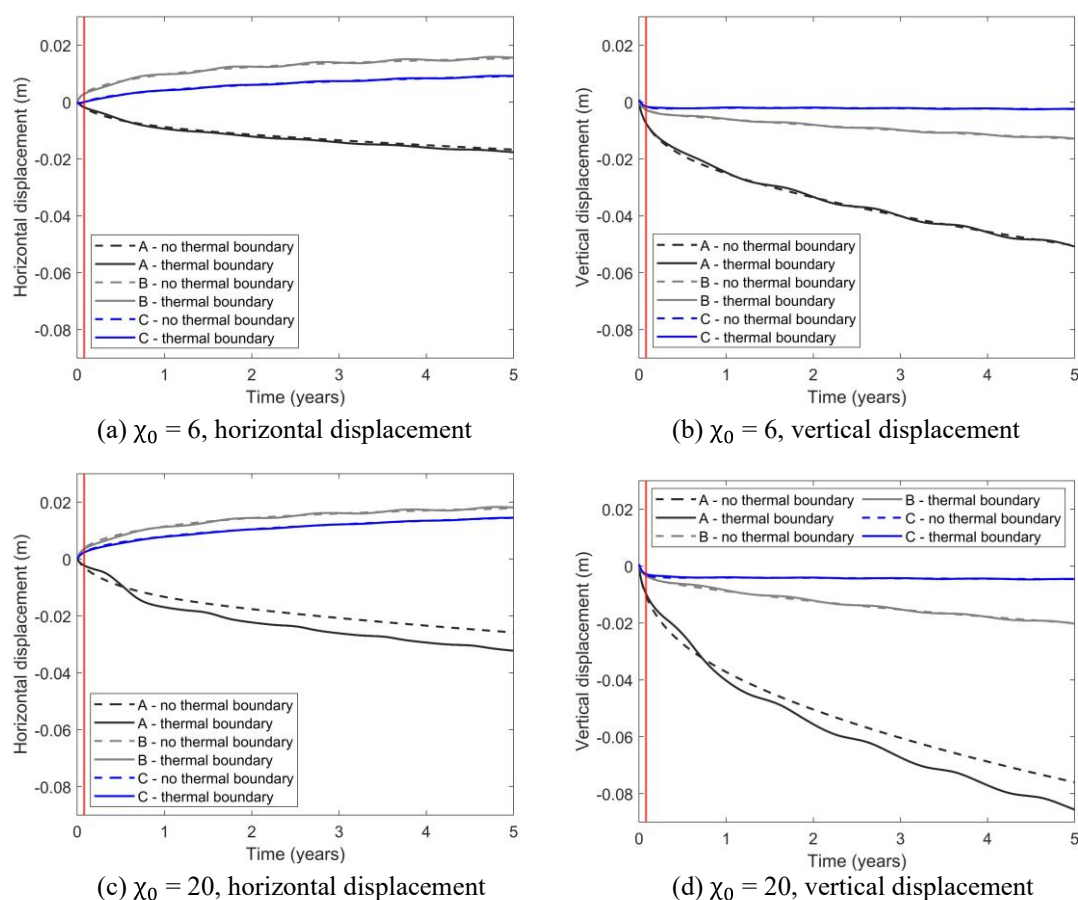 0.02
0
-0.02
-0.04
-0.06
-0.08
Horizontal displacement (m)
A - no thermal boundary
A - thermal boundary
B - no thermal boundary
B - thermal boundary
C - no thermal boundary
C - thermal boundary
0 1 2 3 4 5
Time (years)
(a) χ₀ = 6, horizontal displacement
0.02
0
-0.02
-0.04
-0.06
-0.08
Vertical displacement (m)
A - no thermal boundary
A - thermal boundary
B - no thermal boundary
B - thermal boundary
C - no thermal boundary
C - thermal boundary
0 1 2 3 4 5
Time (years)
(b) χ₀ = 6, vertical displacement
0.02
0
-0.02
-0.04
-0.06
-0.08
Horizontal displacement (m)
A - no thermal boundary
A - thermal boundary
B - no thermal boundary
B - thermal boundary
C - no thermal boundary
C - thermal boundary
0 1 2 3 4 5
Time (years)
(c) χ₀ = 20, horizontal displacement
A - no thermal boundary B - thermal boundary
A - thermal boundary C - no thermal boundary
B - no thermal boundary C - thermal boundary
0.02
0
-0.02
-0.04
-0.06
-0.08
Vertical displacement (m)
0 1 2 3 4 5
Time (years)
(d) χ₀ = 20, vertical displacement